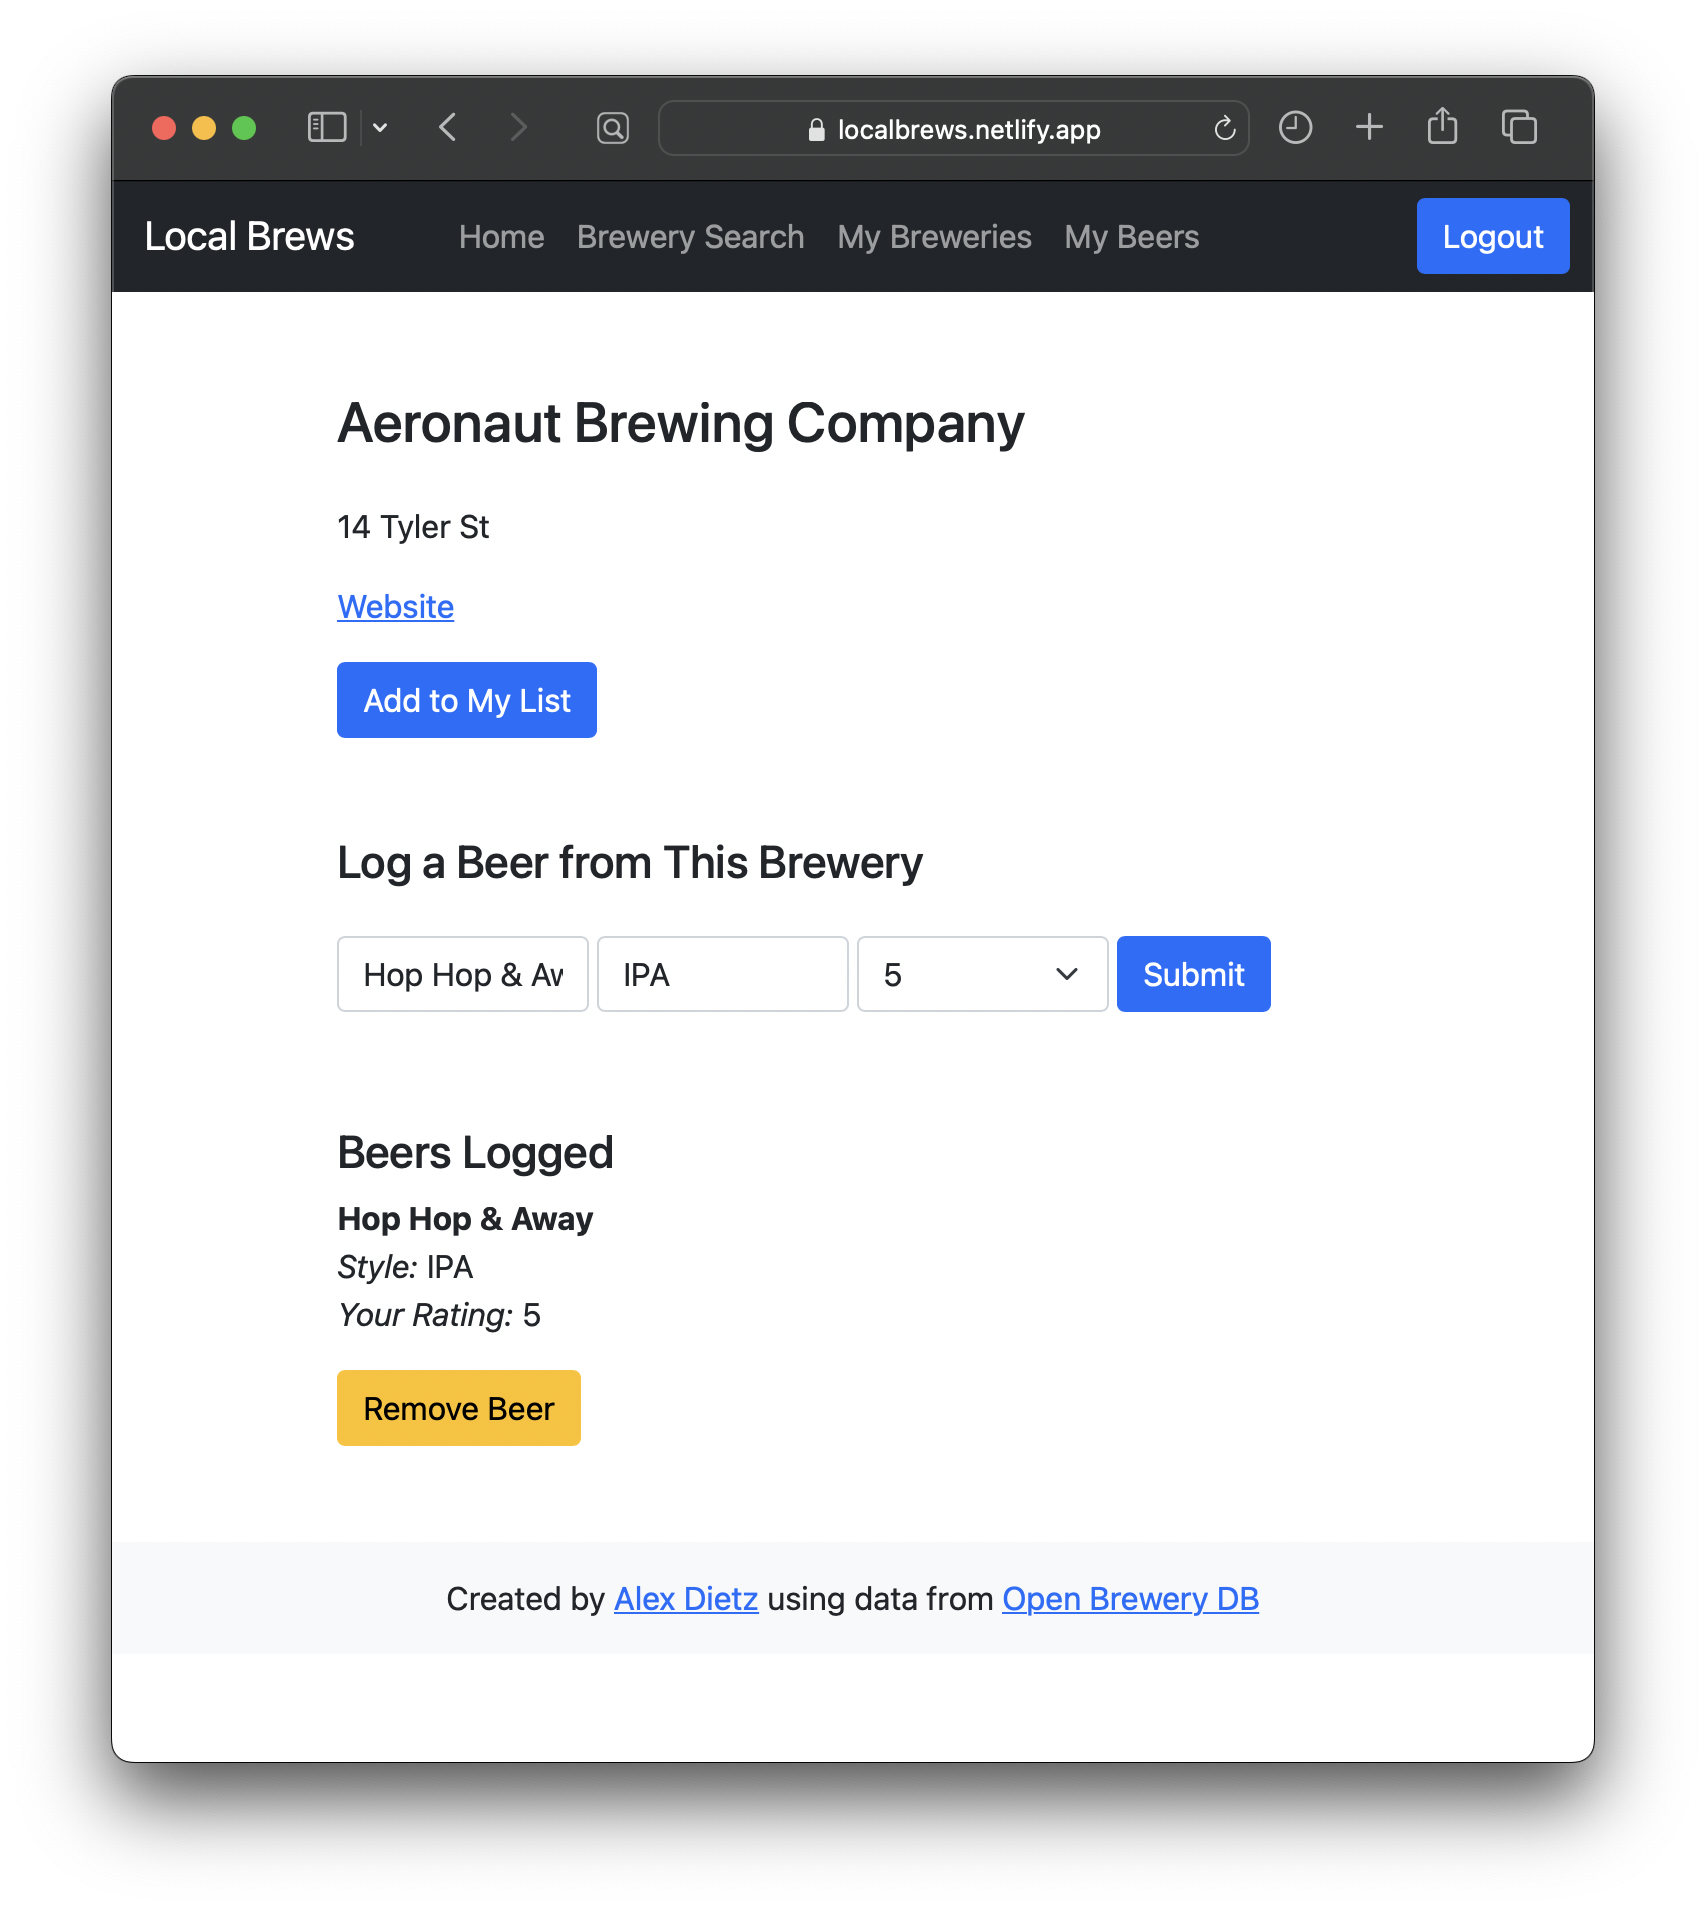 localbrews.netlify.app
Local Brews Home Brewery Search My Breweries My Beers Logout
Aeronaut Brewing Company
14 Tyler St
Website
Add to My List
Log a Beer from This Brewery
Hop Hop & Aw IPA 5 Submit
Beers Logged
Hop Hop & Away
Style: IPA
Your Rating: 5
Remove Beer
Created by Alex Dietz using data from Open Brewery DB